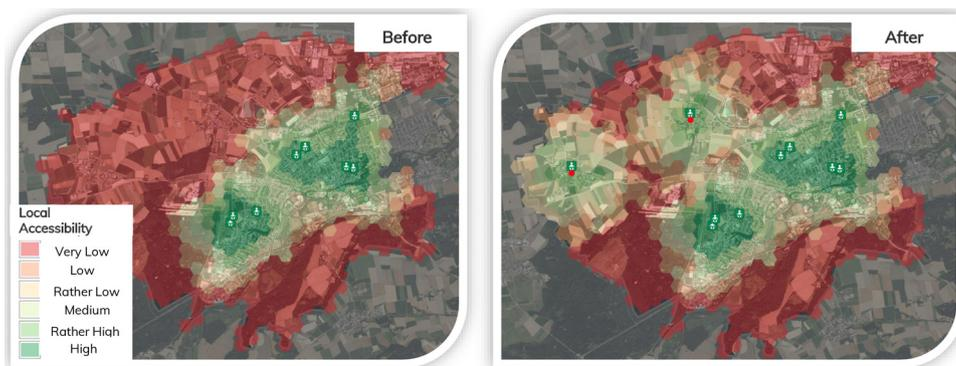 Before
After
Local
Accessibility
Very Low
Low
Rather Low
Medium
Rather High
High